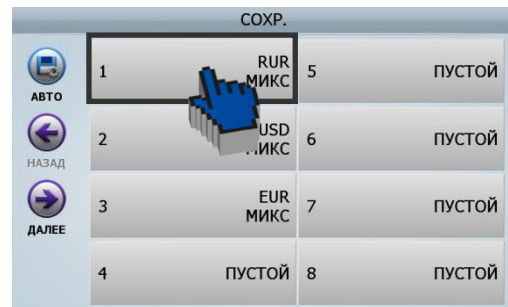 СОХР.
АВТО
НАЗАД
ДАЛЕЕ
1 RUR
МИКС
2 USD
МИКС
3 EUR
МИКС
4 ПУСТОЙ
5 ПУСТОЙ
6 ПУСТОЙ
7 ПУСТОЙ
8 ПУСТОЙ